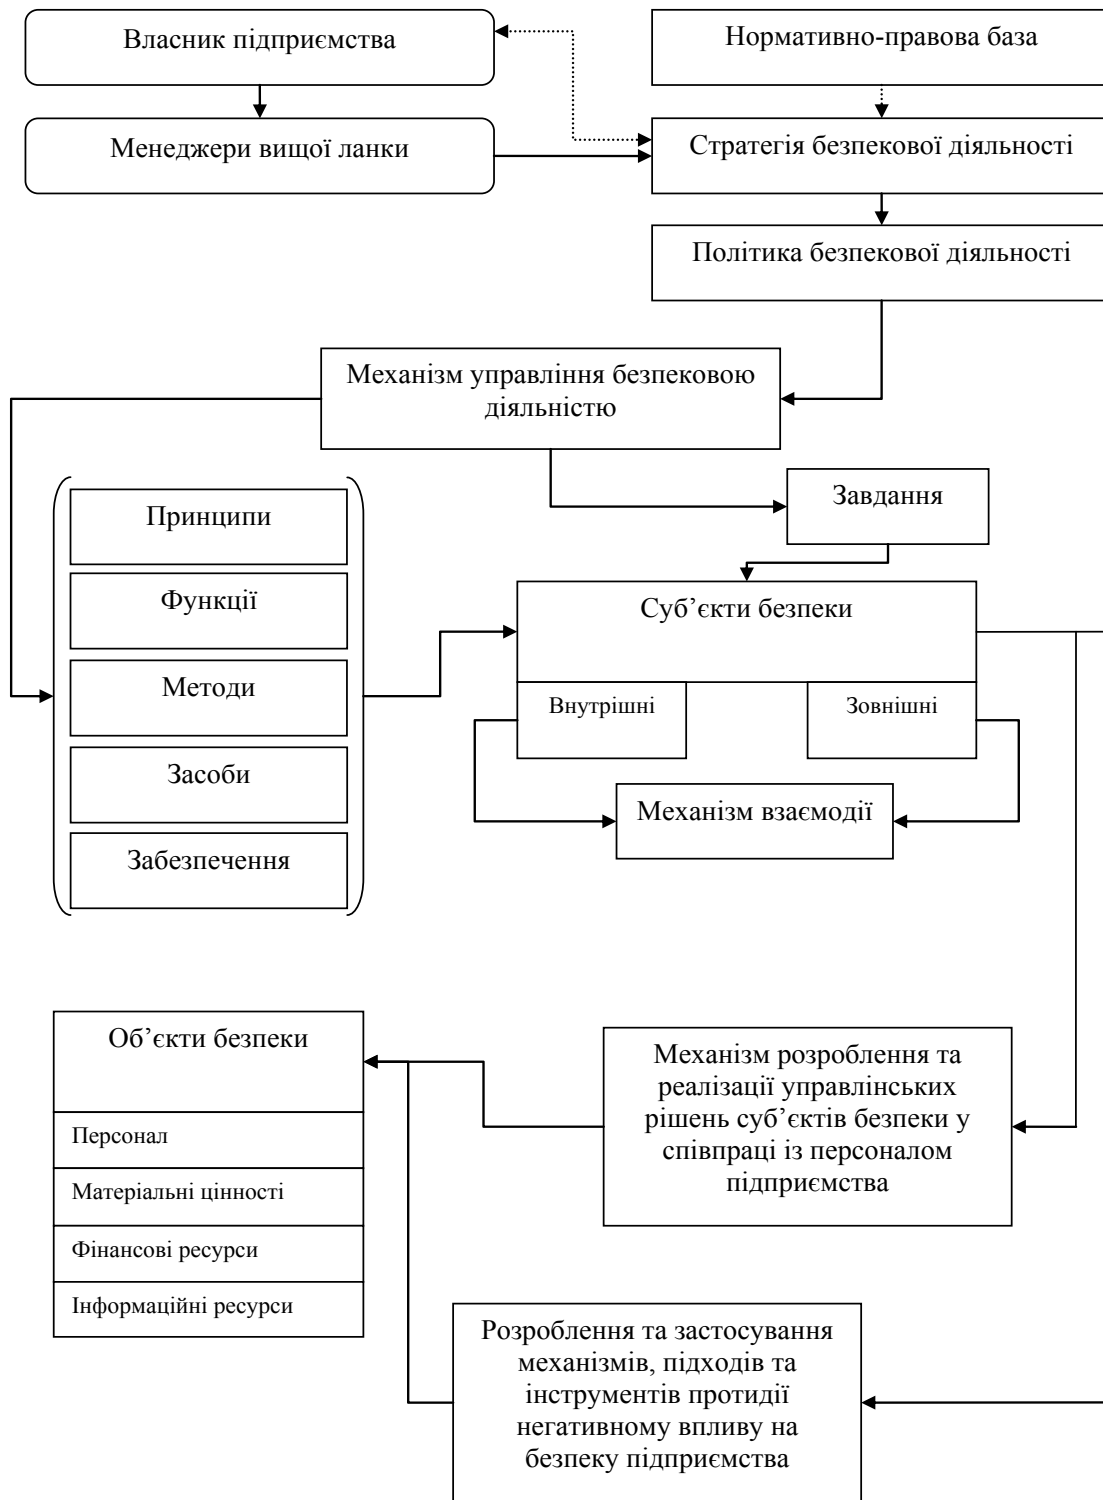 Власник підприємства
Нормативно-правова база
Менеджери вищої ланки
Стратегія безпекової діяльності
Політика безпекової діяльності
Механізм управління безпековою
діяльністю
Завдання
Принципи
Функції
Методи
Засоби
Забезпечення
Суб’єкти безпеки
Внутрішні
Зовнішні
Механізм взаємодії
Об’єкти безпеки
Персонал
Матеріальні цінності
Фінансові ресурси
Інформаційні ресурси
Механізм розроблення та
реалізації управлінських
рішень суб’єктів безпеки у
співпраці із персоналом
підприємства
Розроблення та застосування
механізмів, підходів та
інструментів протидії
негативному впливу на
безпеку підприємства